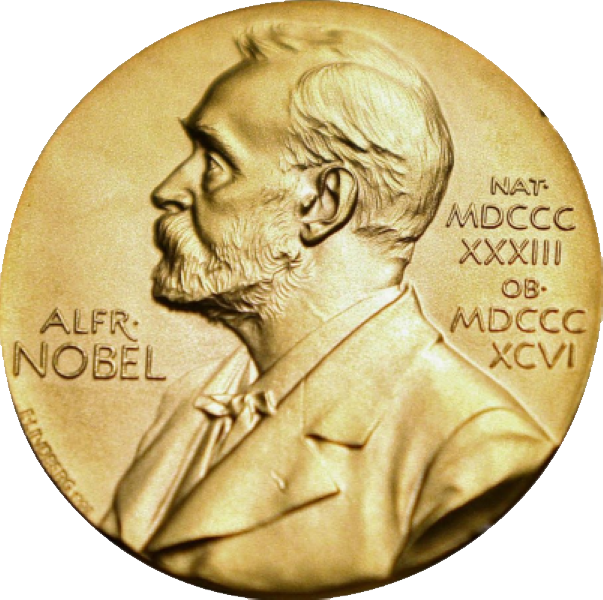 ALFR·
NOBEL
NAT·
MDCCC
XXXIII
OB·
MDCCC
XCVI